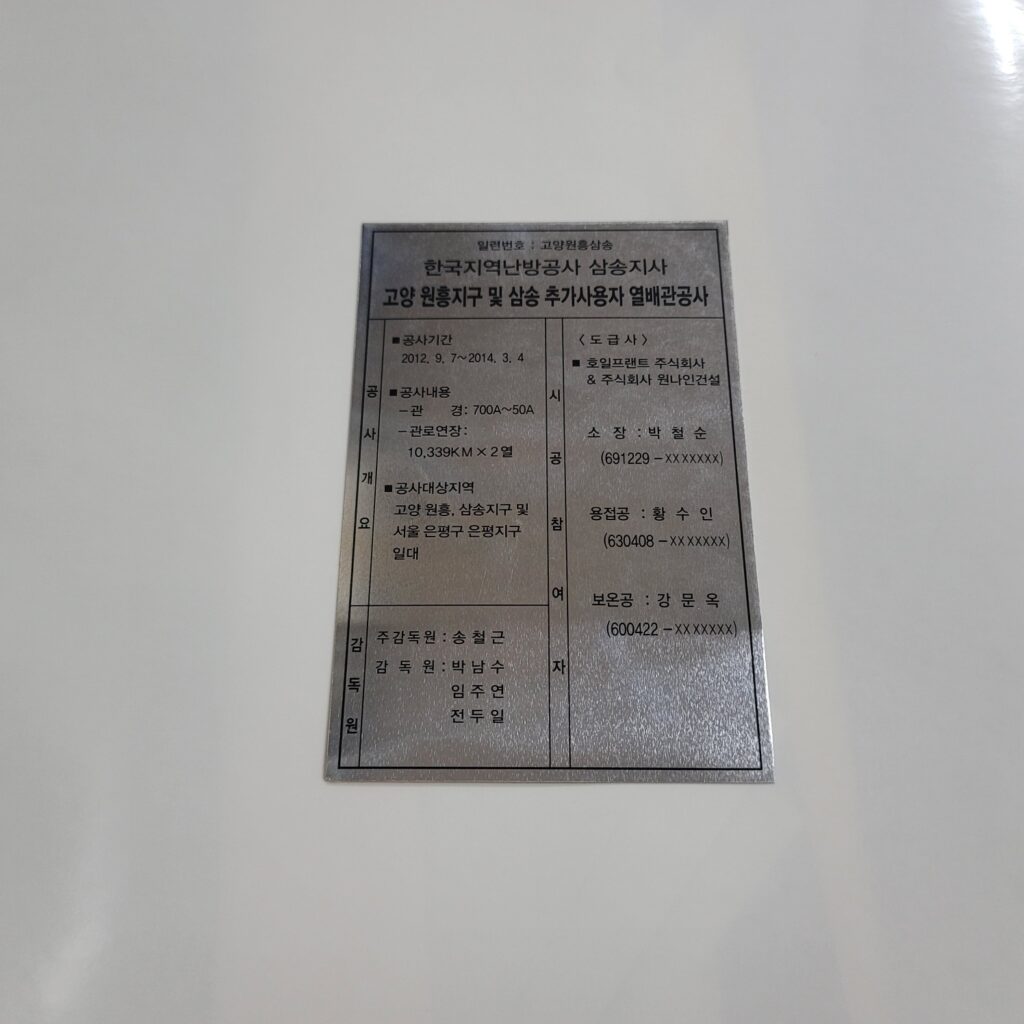 일련번호 : 고양원흥삼송
한국지역난방공사 삼송지사
고양 원흥지구 및 삼송 추가사용자 열배관공사
공사개요
■ 공사기간
2012. 9. 7~2014. 3. 4
■ 공사내용
- 관 경 : 700A~50A
- 관로연장 :
10,339KM × 2열
■ 공사대상지역
고양 원흥, 삼송지구 및
서울 은평구 은평지구
일대
감독원
주감독원 : 송 철 근
감 독 원 : 박 남 수
임 주 연
전 두 일
시공참여자
< 도 급 사 >
■ 호일프랜트 주식회사
& 주식회사 원나인건설
소 장 : 박 철 순
(691229-XXXXXXX)
용접공 : 황 수 인
(630408-XXXXXXX)
보온공 : 강 문 옥
(600422-XXXXXXX)